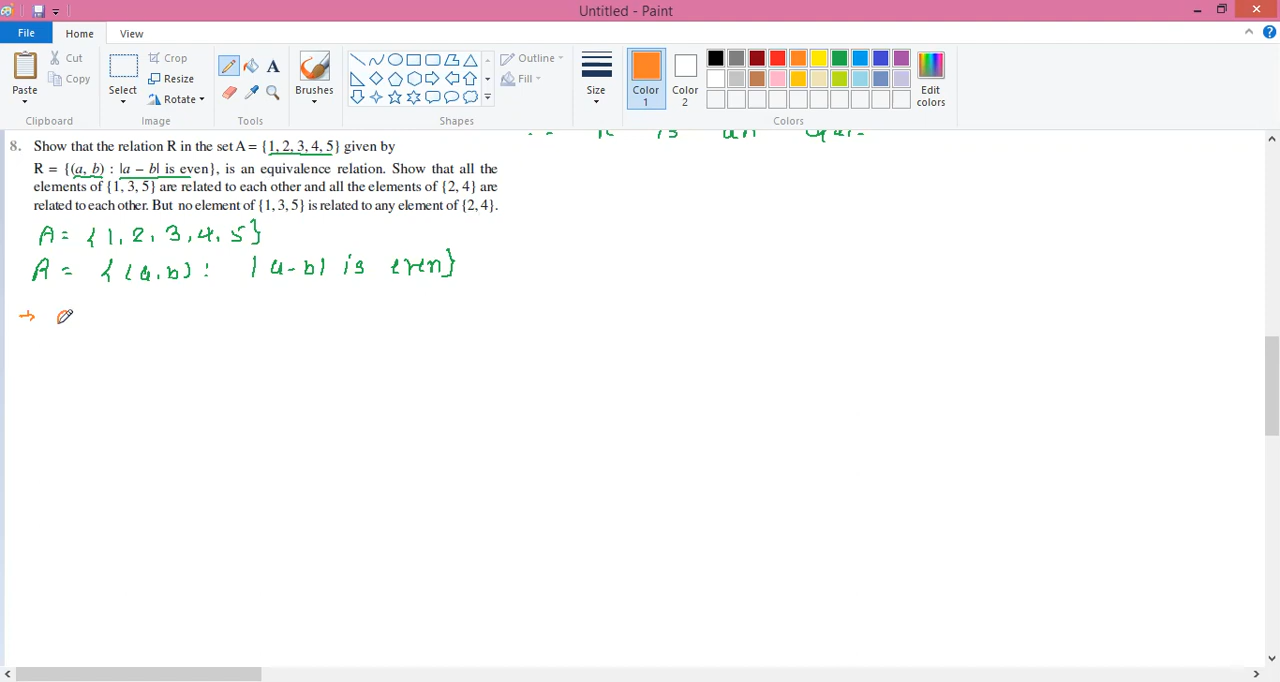 Untitled - Paint
File Home View
Cut
Copy
Paste
Clipboard
Crop
Resize
Rotate
Select
Image
Tools
Brushes
Outline
Fill
Shapes
Size
Color 1
Color 2
Edit colors
Colors
8. Show that the relation R in the set A = {1, 2, 3, 4, 5} given by
R = {(a, b) : |a – b| is even}, is an equivalence relation. Show that all the
elements of {1, 3, 5} are related to each other and all the elements of {2, 4} are
related to each other. But no element of {1, 3, 5} is related to any element of {2, 4}.
A = {1, 2, 3, 4, 5}
R = {(a, b) : |a - b| is even}
→